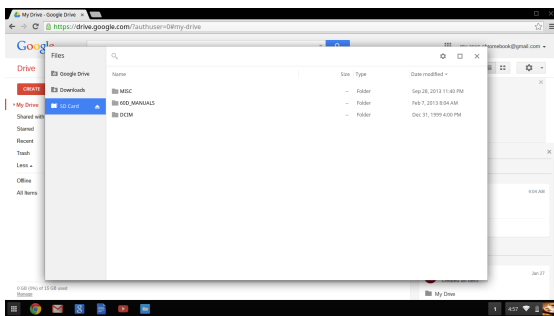 My Drive - Google Drive
https://drive.google.com/?authuser=0#my-drive
Drive
CREATE
My Drive
Shared with
Starred
Recent
Trash
Less
Offline
All items
0 GB (0%) of 15 GB used
Manage
Files
Google Drive
Downloads
SD Card
Name Size Type Date modified
MISC -- Folder Sep 28, 2013 11:40 PM
60D_MANUALS -- Folder Feb 7, 2013 8:04 AM
DCIM -- Folder Dec 31, 1999 4:00 PM
Jan 27
My Drive
1 4:57